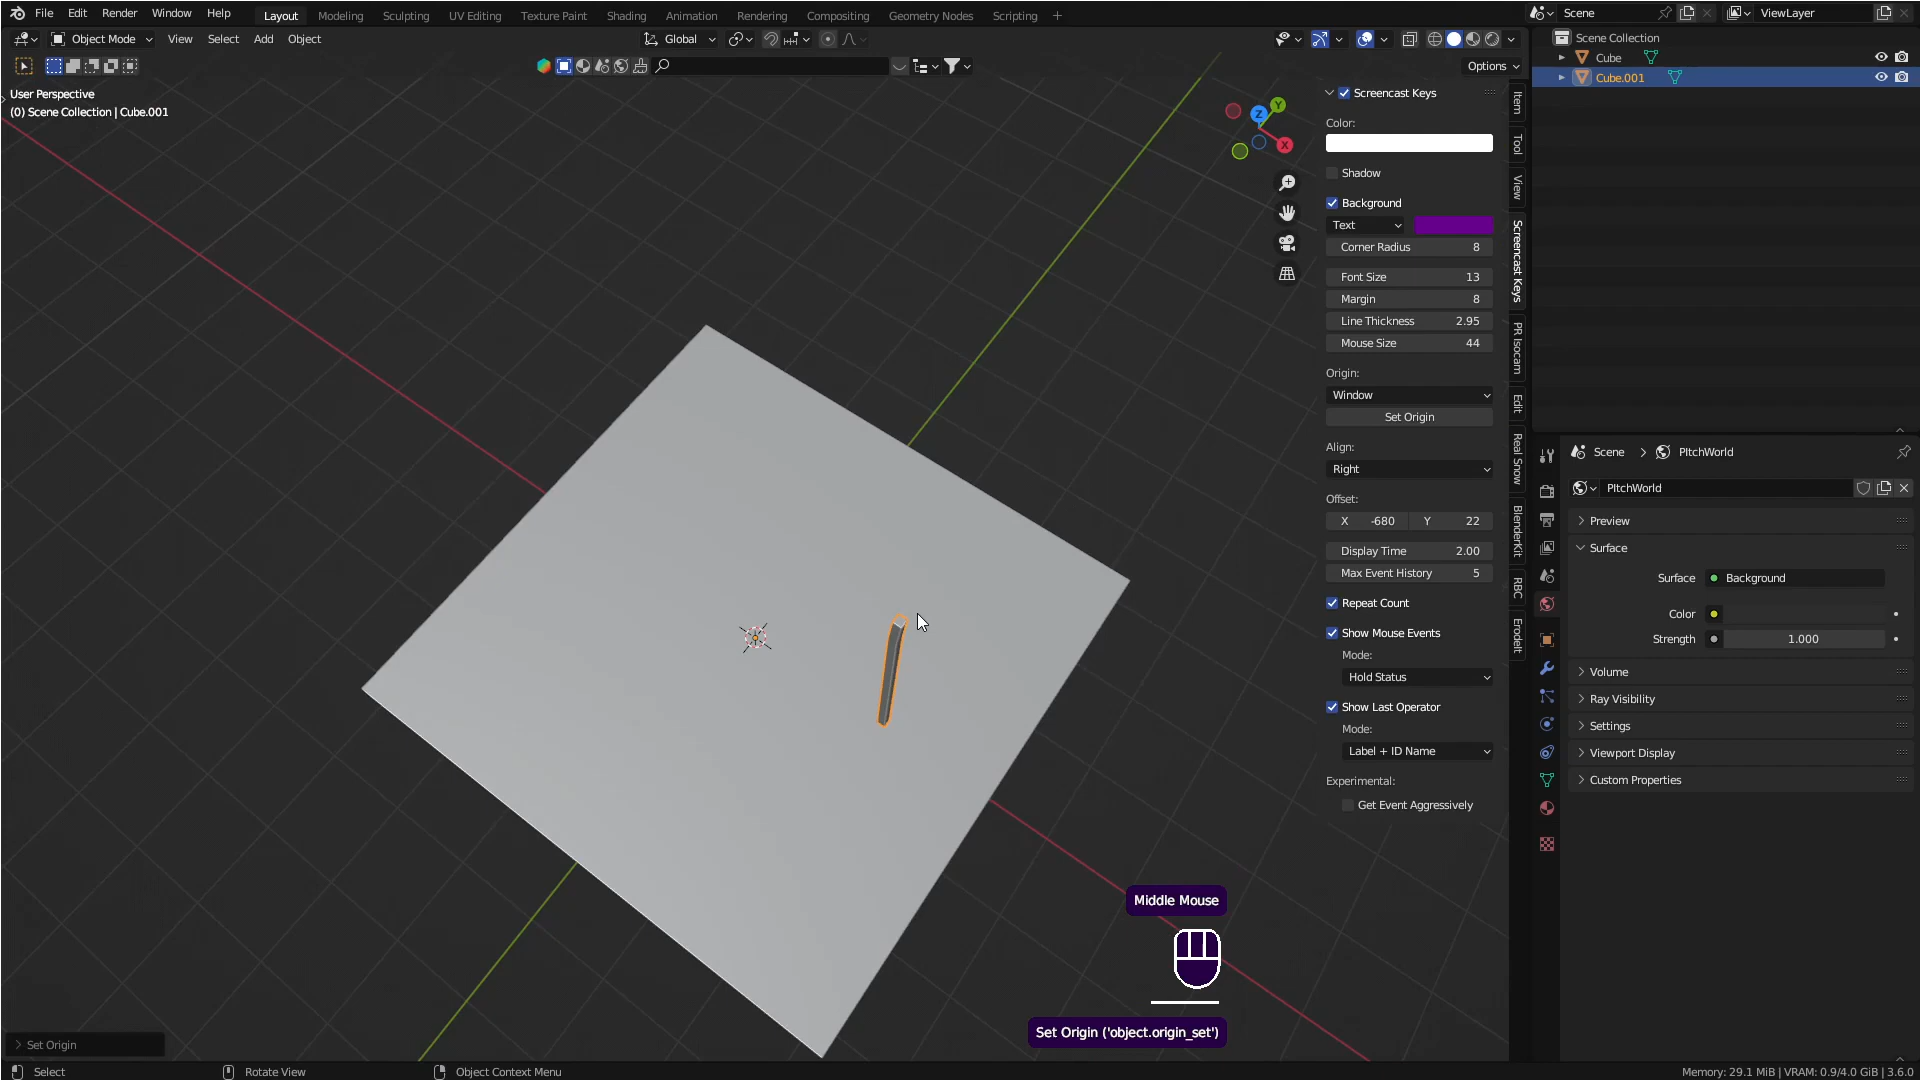 File Edit Render Window Help Layout Modeling Sculpting UV Editing Texture Paint Shading Animation Rendering Compositing Geometry Nodes Scripting + Scene ViewLayer
Object Mode View Select Add Object Global
Options
User Perspective
(0) Scene Collection | Cube.001
Scene Collection
Cube
Cube.001
Z Y X
Screencast Keys
Color:
Shadow
Background
Text
Corner Radius 8
Font Size 13
Margin 8
Line Thickness 2.95
Mouse Size 44
Origin:
Window
Set Origin
Align:
Right
Offset:
X -680 Y 22
Display Time 2.00
Max Event History 5
Repeat Count
Show Mouse Events
Mode:
Hold Status
Show Last Operator
Mode:
Label + ID Name
Experimental:
Get Event Aggressively
Item
Tool
View
Screencast Keys
PR Isocam
Edit
Real Snow
BlenderKit
RBC
Erodelt
Scene > PItchWorld
PItchWorld
Preview
Surface
Surface Background
Color
Strength 1.000
Volume
Ray Visibility
Settings
Viewport Display
Custom Properties
Middle Mouse
Set Origin ('object.origin_set')
Set Origin
Select Rotate View Object Context Menu Memory: 29.1 MiB | VRAM: 0.9/4.0 GiB | 3.6.0